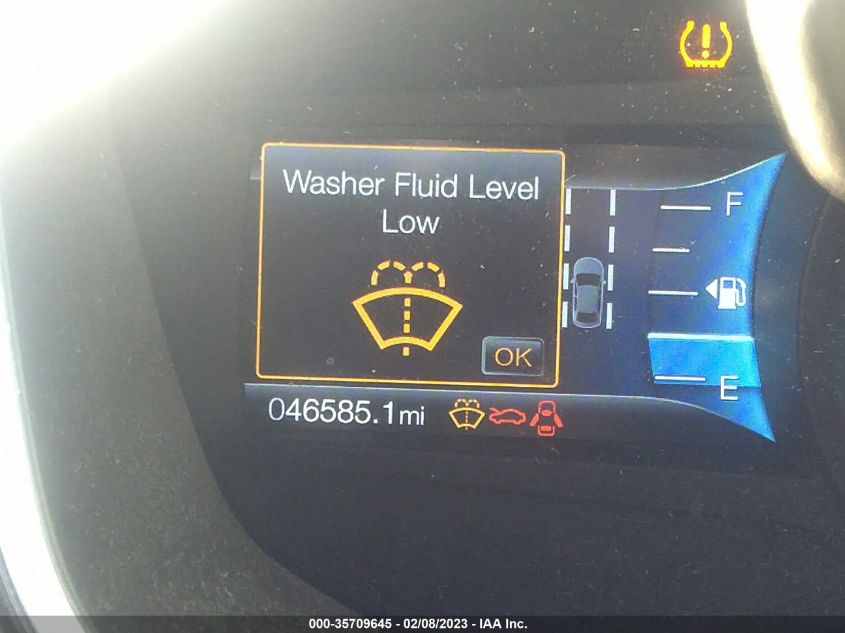 Washer Fluid Level
Low
OK
F
E
046585.1mi
000-35709645 - 02/08/2023 - IAA Inc.